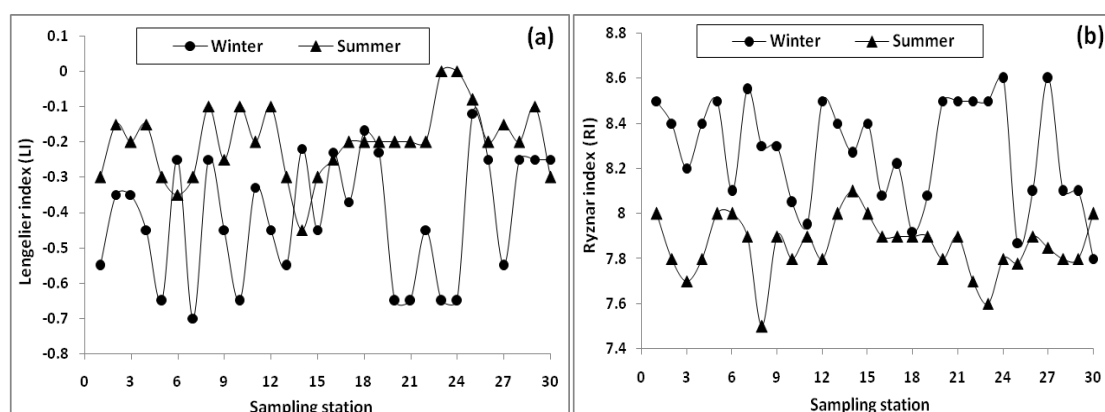 (a)
Winter Summer
Lengelier index (LI)
0.1
0
-0.1
-0.2
-0.3
-0.4
-0.5
-0.6
-0.7
-0.8
0 3 6 9 12 15 18 21 24 27 30
Sampling station
(b)
Winter Summer
Ryznar index (RI)
8.8
8.6
8.4
8.2
8
7.8
7.6
7.4
0 3 6 9 12 15 18 21 24 27 30
Sampling station